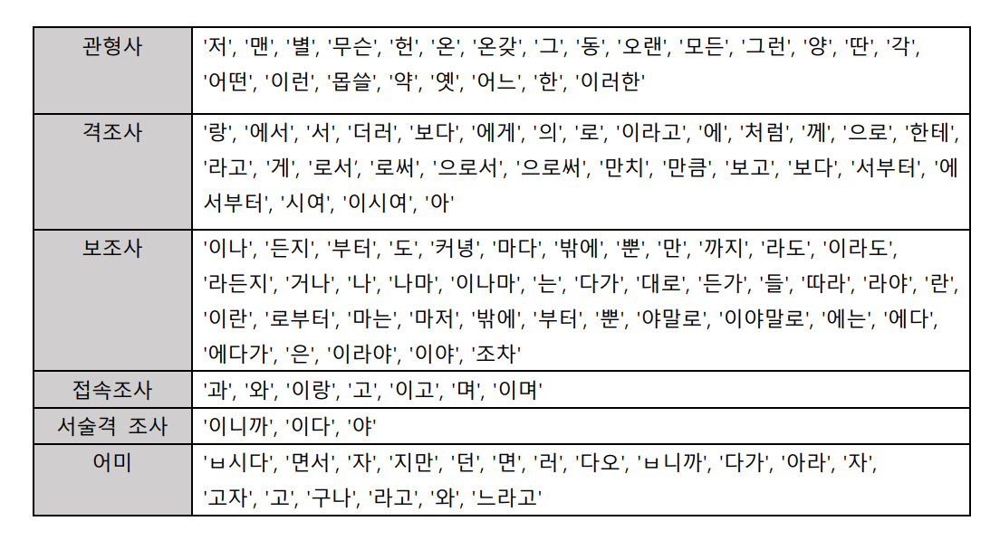 관형사
'저', '맨', '별', '무슨', '헌', '온', '온갖', '그', '동', '오랜', '모든', '그런', '양', '딴', '각',
'어떤', '이런', '몹쓸', '약', '옛', '어느', '한', '이러한'
격조사
'랑', '에서', '서', '더러', '보다', '에게', '의', '로', '이라고', '에', '처럼', '께', '으로', '한테',
'라고', '게', '로서', '로써', '으로서', '으로써', '만치', '만큼', '보고', '보다', '서부터', '에
서부터', '시여', '이시여', '아'
보조사
'이나', '든지', '부터', '도', '커녕', '마다', '밖에', '뿐', '만', '까지', '라도', '이라도',
'라든지', '거나', '나', '나마', '이나마', '는', '다가', '대로', '든가', '들', '따라', '라야', '란',
'이란', '로부터', '마는', '마저', '밖에', '부터', '뿐', '야말로', '이야말로', '에는', '에다',
'에다가', '은', '이라야', '이야', '조차'
접속조사
'과', '와', '이랑', '고', '이고', '며', '이며'
서술격 조사
'이니까', '이다', '야'
어미
'ㅂ시다', '면서', '자', '지만', '던', '면', '러', '다오', 'ㅂ니까', '다가', '아라', '자',
'고자', '고', '구나', '라고', '와', '느라고'